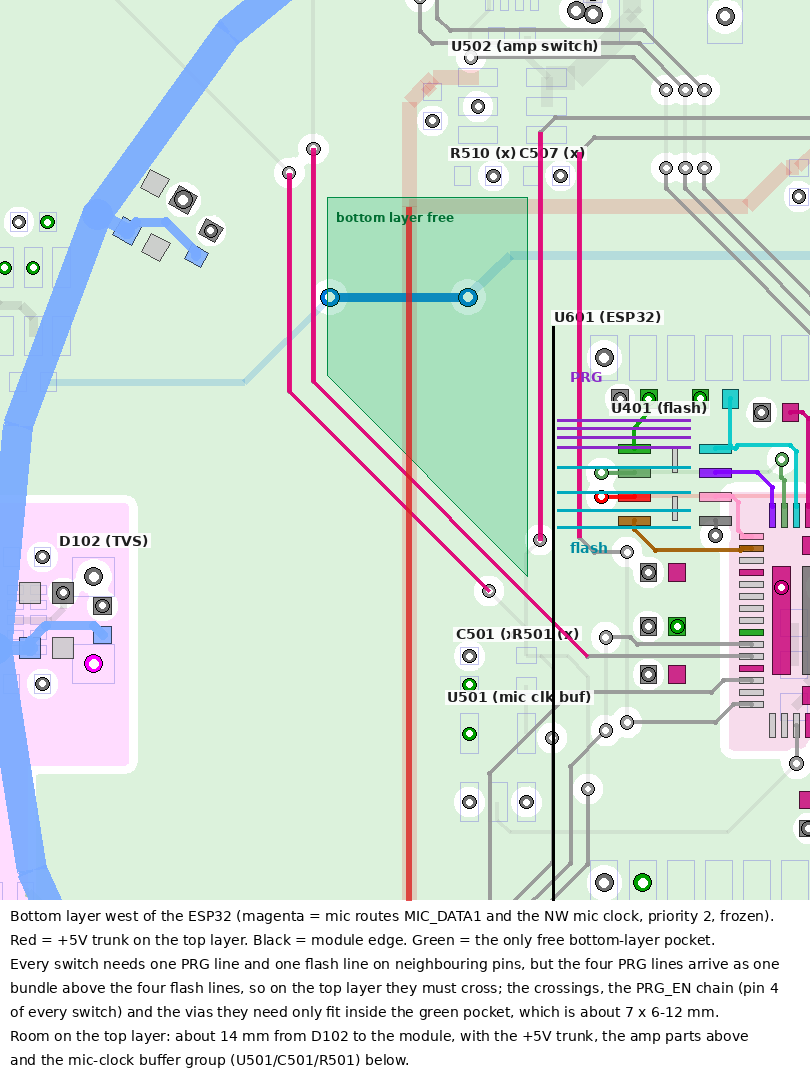 U502 (amp switch)
R510 (x) C507 (x)
bottom layer free
U601 (ESP32)
PRG
U401 (flash)
D102 (TVS)
flash
C501 (x)R501 (x)
U501 (mic clk buf)
Bottom layer west of the ESP32 (magenta = mic routes MIC_DATA1 and the NW mic clock, priority 2, frozen).
Red = +5V trunk on the top layer. Black = module edge. Green = the only free bottom-layer pocket.
Every switch needs one PRG line and one flash line on neighbouring pins, but the four PRG lines arrive as one
bundle above the four flash lines, so on the top layer they must cross; the crossings, the PRG_EN chain (pin 4
of every switch) and the vias they need only fit inside the green pocket, which is about 7 x 6-12 mm.
Room on the top layer: about 14 mm from D102 to the module, with the +5V trunk, the amp parts above
and the mic-clock buffer group (U501/C501/R501) below.